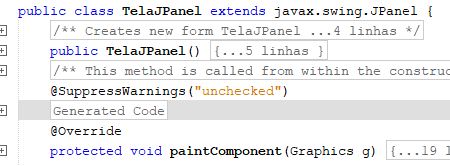 public class TelaJPanel extends javax.swing.JPanel {
/** Creates new form TelaJPanel ...4 linhas */
public TelaJPanel() {...5 linhas }
/** This method is called from within the
@SuppressWarnings("unchecked")
Generated Code
@Override
protected void paintComponent(Graphics g) {...19